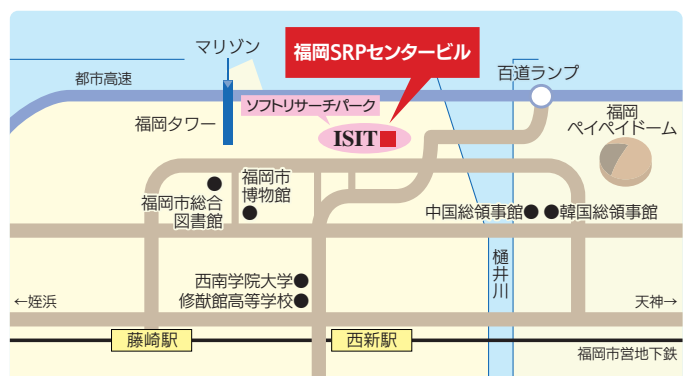 マリゾン
福岡SRPセンタービル
都市高速
百道ランプ
ソフトリサーチパーク
福岡タワー
ISIT
福岡
ペイペイドーム
福岡市
博物館
福岡市総合
図書館
中国総領事館
韓国総領事館
樋井川
西南学院大学
修猷館高等学校
←姪浜
天神→
藤崎駅
西新駅
福岡市営地下鉄